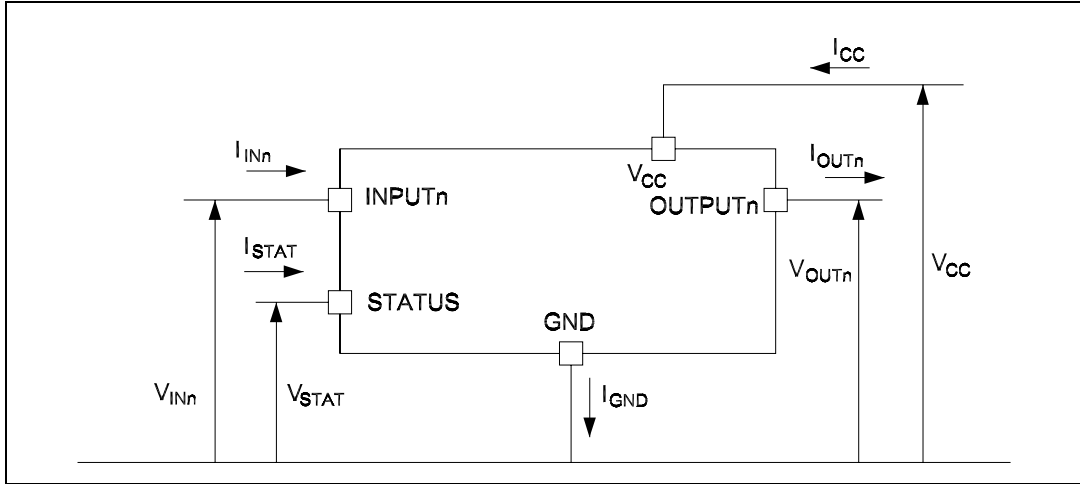 ICC
IINn
VCC
IOUTn
INPUTn
OUTPUTn
ISTAT
VOUTn
VCC
STATUS
GND
VINn
VSTAT
IGND